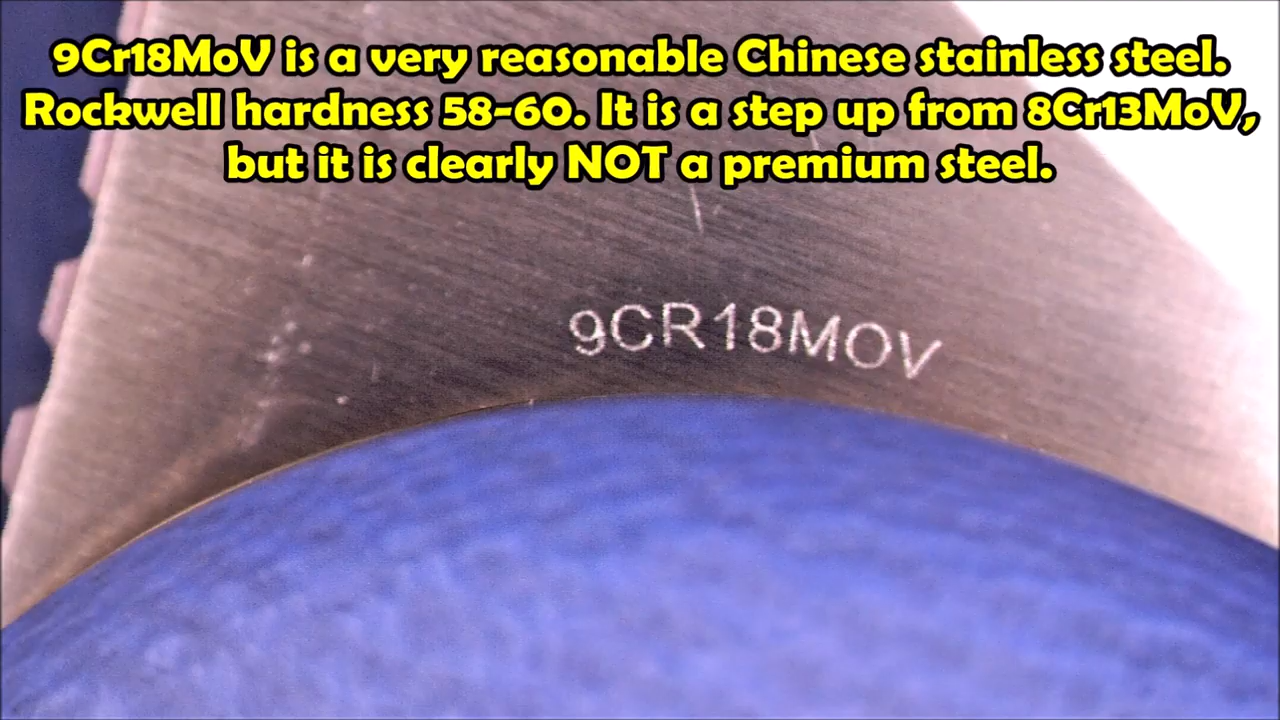 9Cr18MoV is a very reasonable Chinese stainless steel.
Rockwell hardness 58-60. It is a step up from 8Cr13MoV,
but it is clearly NOT a premium steel.
9CR18MOV